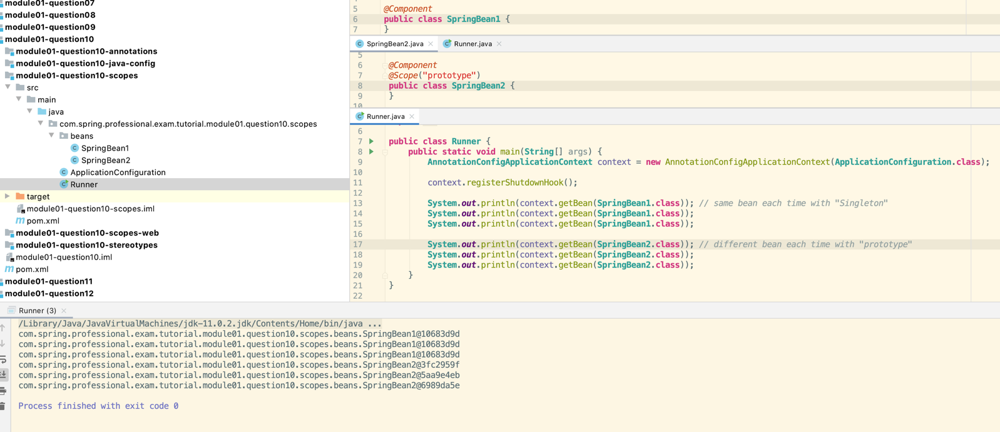 module01-question07
module01-question08
module01-question09
module01-question10
module01-question10-annotations
module01-question10-java-config
module01-question10-scopes
src
main
java
com.spring.professional.exam.tutorial.module01.question10.scopes
beans
SpringBean1
SpringBean2
ApplicationConfiguration
Runner
target
module01-question10-scopes.iml
pom.xml
module01-question10-scopes-web
module01-question10-stereotypes
module01-question10.iml
pom.xml
module01-question11
module01-question12
5 @Component
6 public class SpringBean1 {
7 }
SpringBean2.java Runner.java
5
6 @Component
7 @Scope("prototype")
8 public class SpringBean2 {
9 }
10
Runner.java
6
7 public class Runner {
8 public static void main(String[] args) {
9 AnnotationConfigApplicationContext context = new AnnotationConfigApplicationContext(ApplicationConfiguration.class);
10
11 context.registerShutdownHook();
12
13 System.out.println(context.getBean(SpringBean1.class)); // same bean each time with "Singleton"
14 System.out.println(context.getBean(SpringBean1.class));
15 System.out.println(context.getBean(SpringBean1.class));
16
17 System.out.println(context.getBean(SpringBean2.class)); // different bean each time with "prototype"
18 System.out.println(context.getBean(SpringBean2.class));
19 System.out.println(context.getBean(SpringBean2.class));
20 }
21 }
22
Runner (3)
/Library/Java/JavaVirtualMachines/jdk-11.0.2.jdk/Contents/Home/bin/java ...
com.spring.professional.exam.tutorial.module01.question10.scopes.beans.SpringBean1@10683d9d
com.spring.professional.exam.tutorial.module01.question10.scopes.beans.SpringBean1@10683d9d
com.spring.professional.exam.tutorial.module01.question10.scopes.beans.SpringBean1@10683d9d
com.spring.professional.exam.tutorial.module01.question10.scopes.beans.SpringBean2@3fc2959f
com.spring.professional.exam.tutorial.module01.question10.scopes.beans.SpringBean2@5aa9e4eb
com.spring.professional.exam.tutorial.module01.question10.scopes.beans.SpringBean2@6989da5e
Process finished with exit code 0